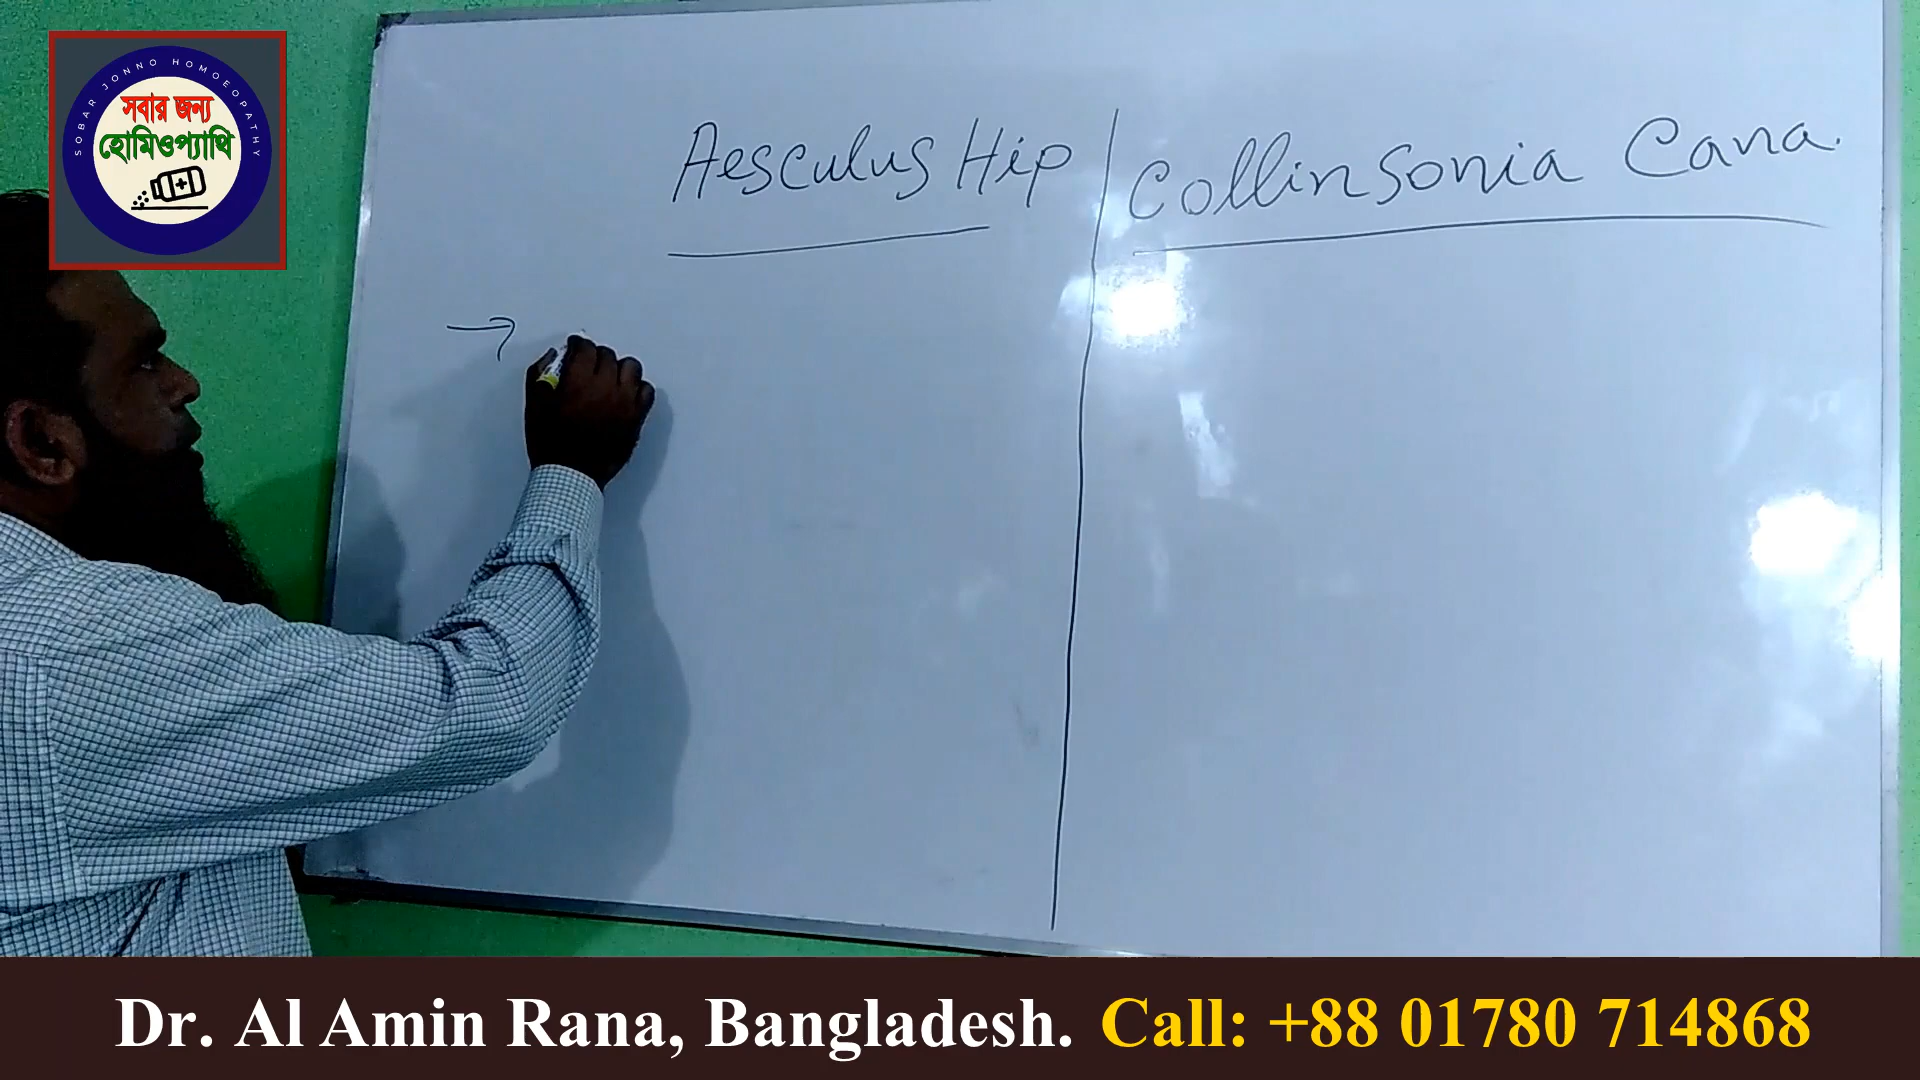 SOBAR JONNO HOMOEOPATHY
সবার জন্য
হোমিওপ্যাথি
Aesculus Hip
Collinsonia Cana.
→
Dr. Al Amin Rana, Bangladesh. Call: +88 01780 714868